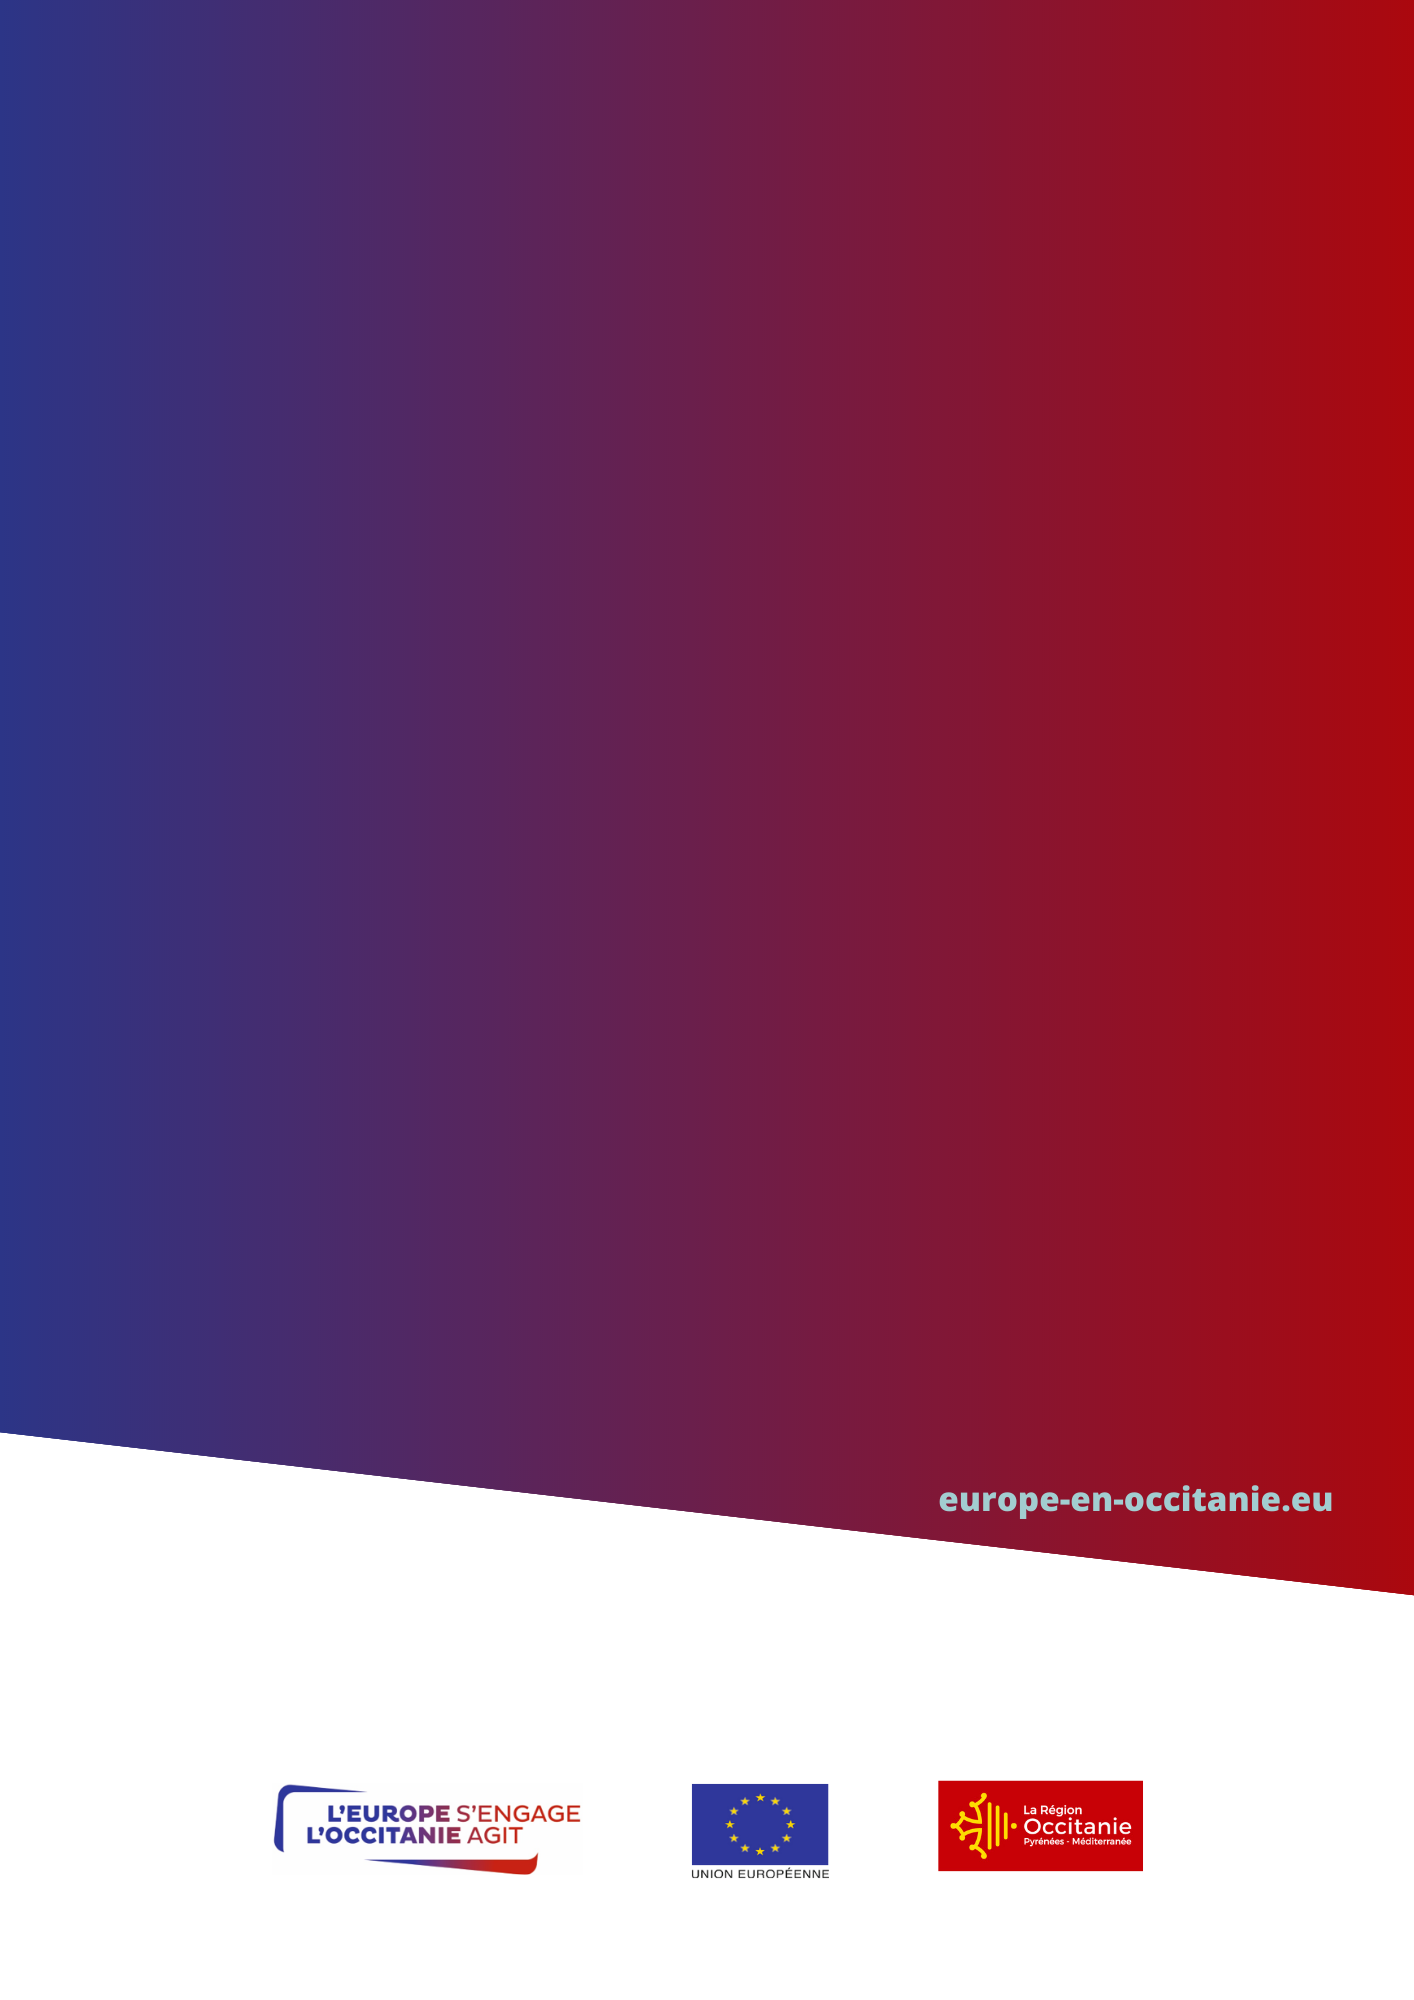 europe-en-occitanie.eu
L'EUROPE S'ENGAGE
L'OCCITANIE AGIT
UNION EUROPÉENNE
La Région
Occitanie
Pyrénées - Méditerranée